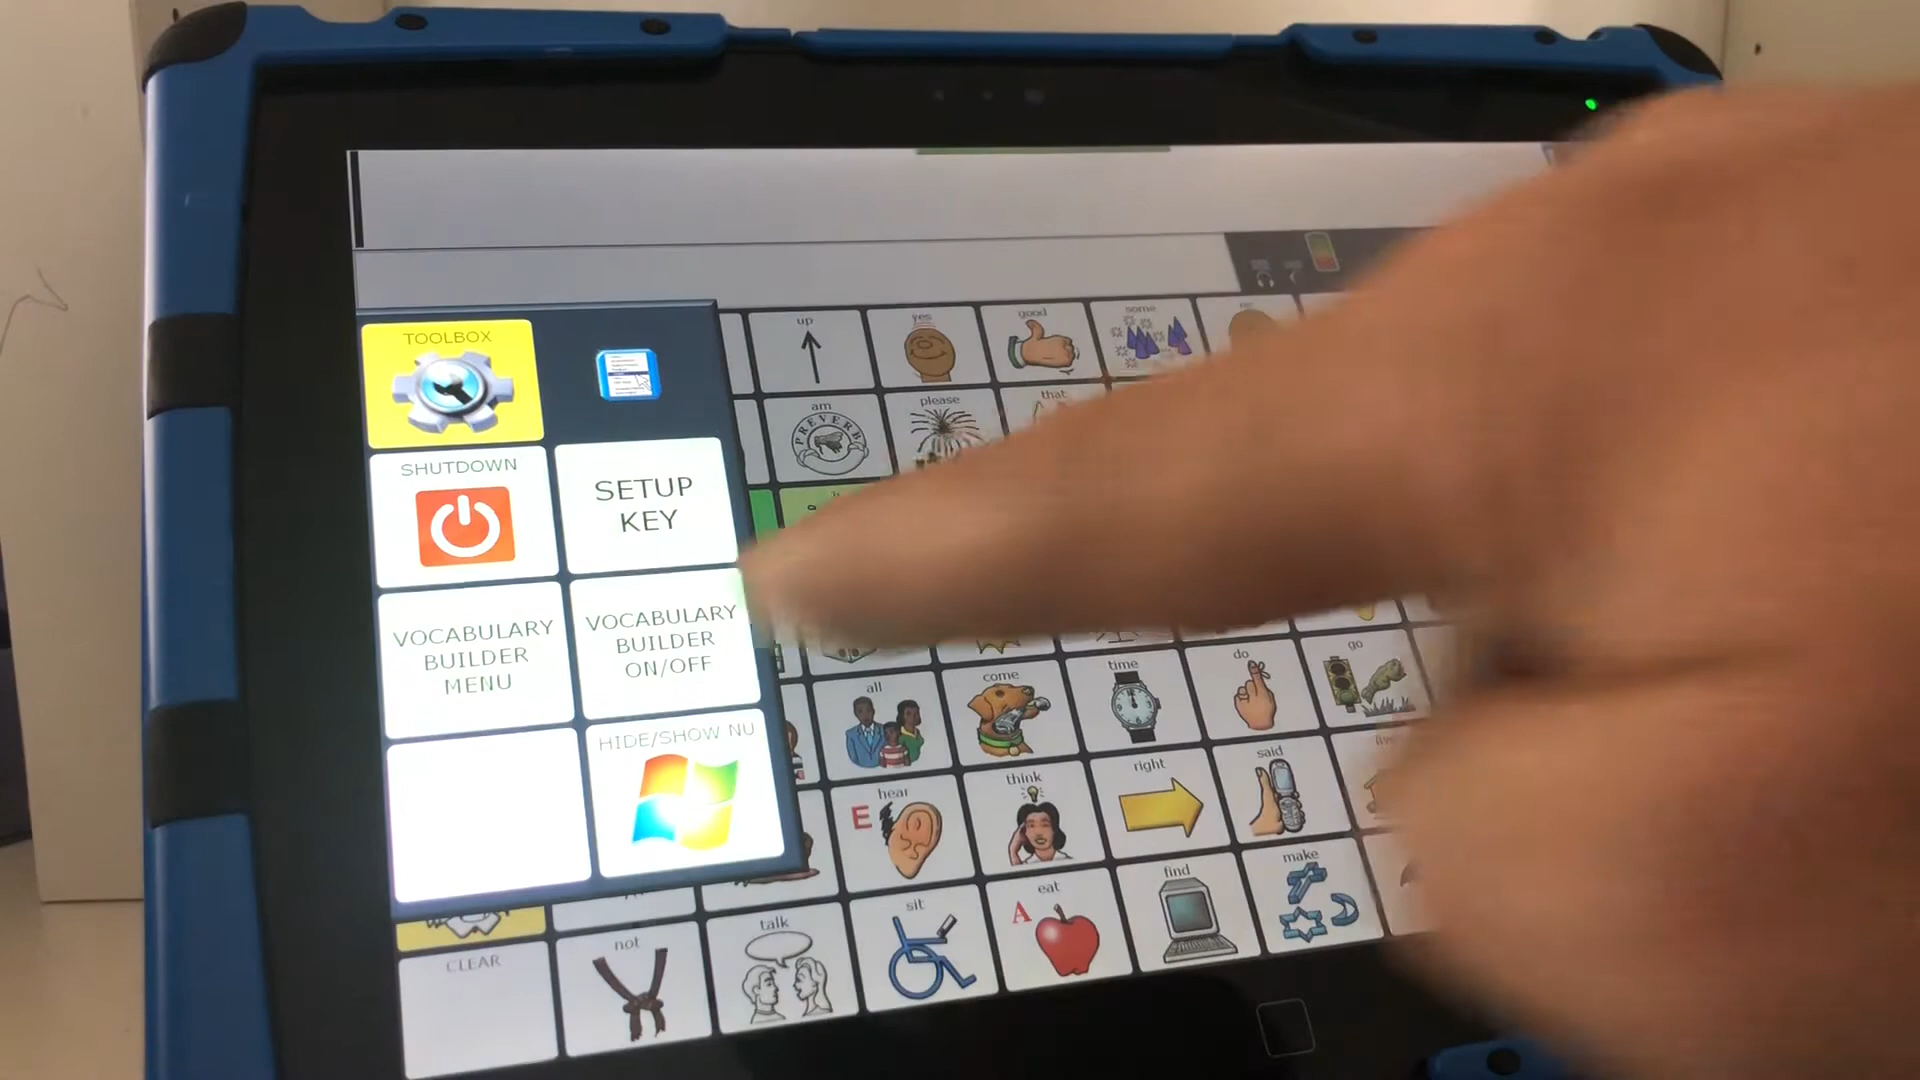 TOOLBOX
up
yes
good
some
am
please
that
PREVERB
SHUTDOWN
SETUP
KEY
VOCABULARY
BUILDER
MENU
VOCABULARY
BUILDER
ON/OFF
HIDE/SHOW NU
all
come
time
do
go
hear
E
think
right
said
CLEAR
not
talk
sit
eat
A
find
make